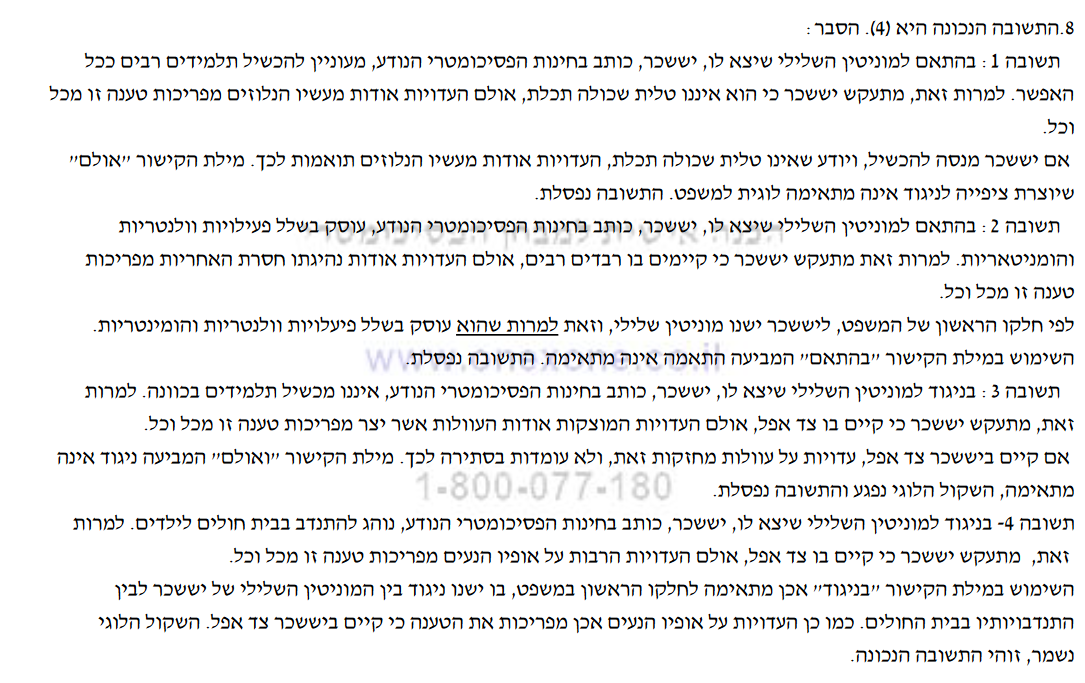 8.התשובה הנכונה היא (4). הסבר :
תשובה 1 : בהתאם למוניטין השלילי שיצא לו, יששכר, כותב בחינות הפסיכומטרי הנודע, מעוניין להכשיל תלמידים רבים ככל
האפשר. למרות זאת, מתעקש יששכר כי הוא איננו טלית שכולה תכלת, אולם העדויות אודות מעשיו הנלוזים מפריכות טענה זו מכל
וכל.
אם יששכר מנסה להכשיל, ויודע שאינו טלית שכולה תכלת, העדויות אודות מעשיו הנלוזים תואמות לכך. מילת הקישור "אולם"
שיוצרת ציפייה לניגוד אינה מתאימה לוגית למשפט. התשובה נפסלת.
הכנה אישית למבחן הפסיכומטרי
תשובה 2 : בהתאם למוניטין השלילי שיצא לו, יששכר, כותב בחינות הפסיכומטרי הנודע, עוסק בשלל פעילויות וולנטריות
והומניטאריות. למרות זאת מתעקש יששכר כי קיימים בו רבדים רבים, אולם העדויות אודות נהיגתו חסרת האחריות מפריכות
טענה זו מכל וכל.
לפי חלקו הראשון של המשפט, ליששכר ישנו מוניטין שלילי, וזאת למרות שהוא עוסק בשלל פיעלויות וולנטריות והומינטריות.
השימוש במילת הקישור "בהתאם" המביעה התאמה אינה מתאימה. התשובה נפסלת.
www.onexone.co.il
תשובה 3 : בניגוד למוניטין השלילי שיצא לו, יששכר, כותב בחינות הפסיכומטרי הנודע, איננו מכשיל תלמידים בכוונה. למרות
זאת, מתעקש יששכר כי קיים בו צד אפל, אולם העדויות המוצקות אודות העוולות אשר יצר מפריכות טענה זו מכל וכל.
אם קיים ביששכר צד אפל, עדויות על עוולות מחזקות זאת, ולא עומדות בסתירה לכך. מילת הקישור "ואולם" המביעה ניגוד אינה
מתאימה, השקול הלוגי נפגע והתשובה נפסלת.
1-800-077-180
תשובה 4- בניגוד למוניטין השלילי שיצא לו, יששכר, כותב בחינות הפסיכומטרי הנודע, נוהג להתנדב בבית חולים לילדים. למרות
זאת, מתעקש יששכר כי קיים בו צד אפל, אולם העדויות הרבות על אופיו הנעים מפריכות טענה זו מכל וכל.
השימוש במילת הקישור "בניגוד" אכן מתאימה לחלקו הראשון במשפט, בו ישנו ניגוד בין המוניטין השלילי של יששכר לבין
התנדבויותיו בבית החולים. כמו כן העדויות על אופיו הנעים אכן מפריכות את הטענה כי קיים ביששכר צד אפל. השקול הלוגי
נשמר, זוהי התשובה הנכונה.